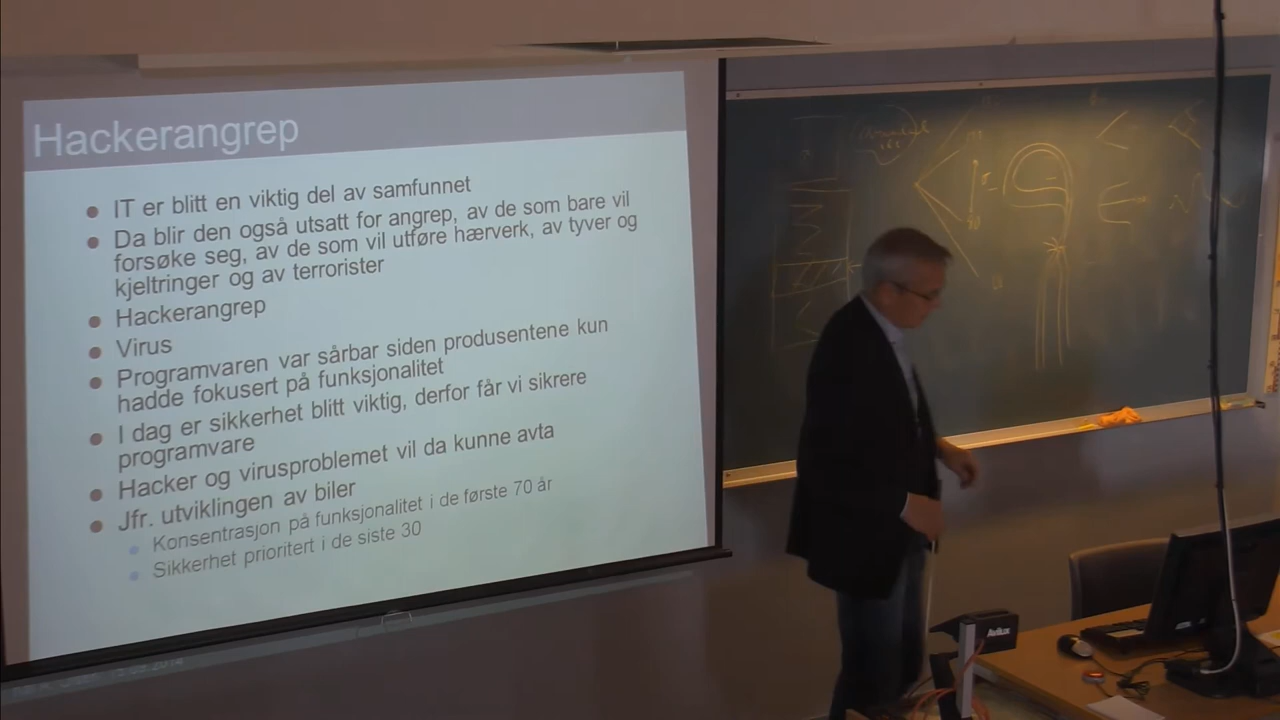 Hackerangrep
IT er blitt en viktig del av samfunnet
Da blir den også utsatt for angrep, av de som bare vil
forsøke seg, av de som vil utføre hærverk, av tyver og
kjeltringer og av terrorister
Hackerangrep
Virus
Programvaren var sårbar siden produsentene kun
hadde fokusert på funksjonalitet
I dag er sikkerhet blitt viktig, derfor får vi sikrere
programvare
Hacker og virusproblemet vil da kunne avta
Jfr. utviklingen av biler
Konsentrasjon på funksjonalitet i de første 70 år
Sikkerhet prioritert i de siste 30